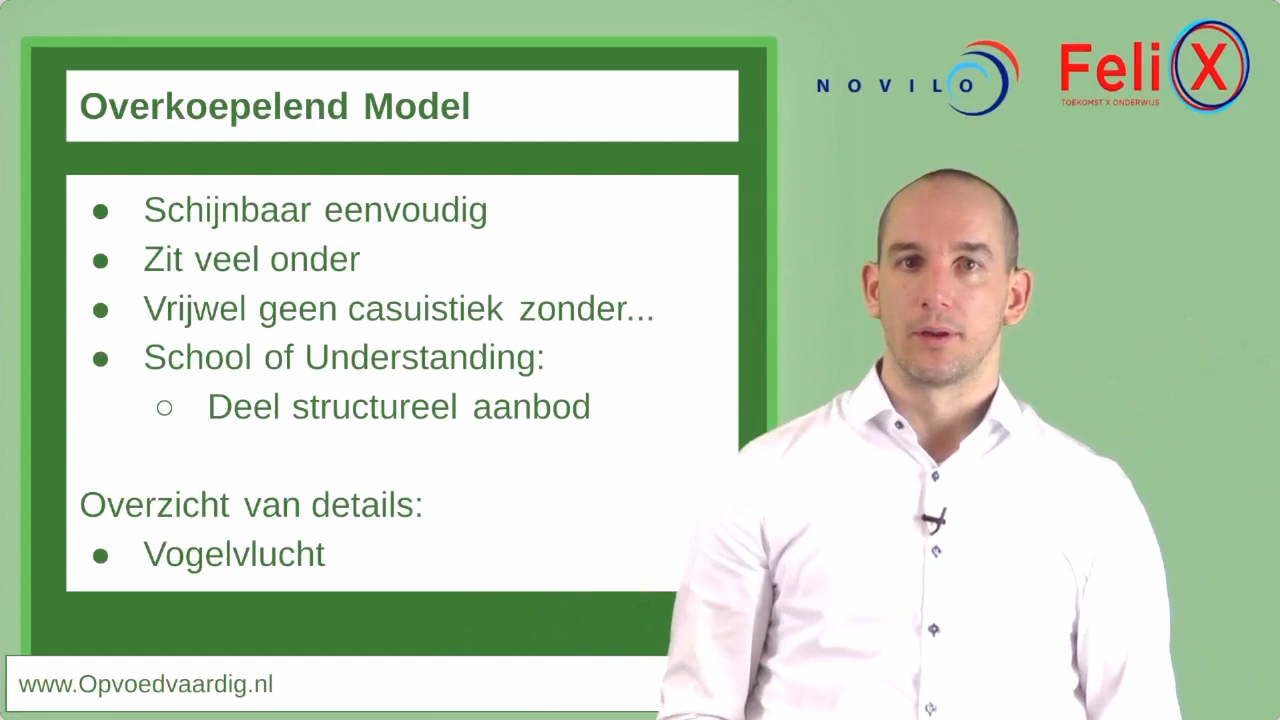 Overkoepelend Model
● Schijnbaar eenvoudig
● Zit veel onder
● Vrijwel geen casuistiek zonder...
● School of Understanding:
○ Deel structureel aanbod
Overzicht van details:
● Vogelvlucht
www.Opvoedvaardig.nl
NOVILO
FeliX
TOEKOMST X ONDERWIJS